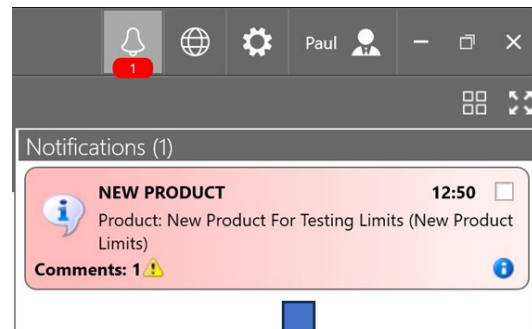 Paul
1
Notifications (1)
NEW PRODUCT 12:50
Product: New Product For Testing Limits (New Product
Limits)
Comments: 1